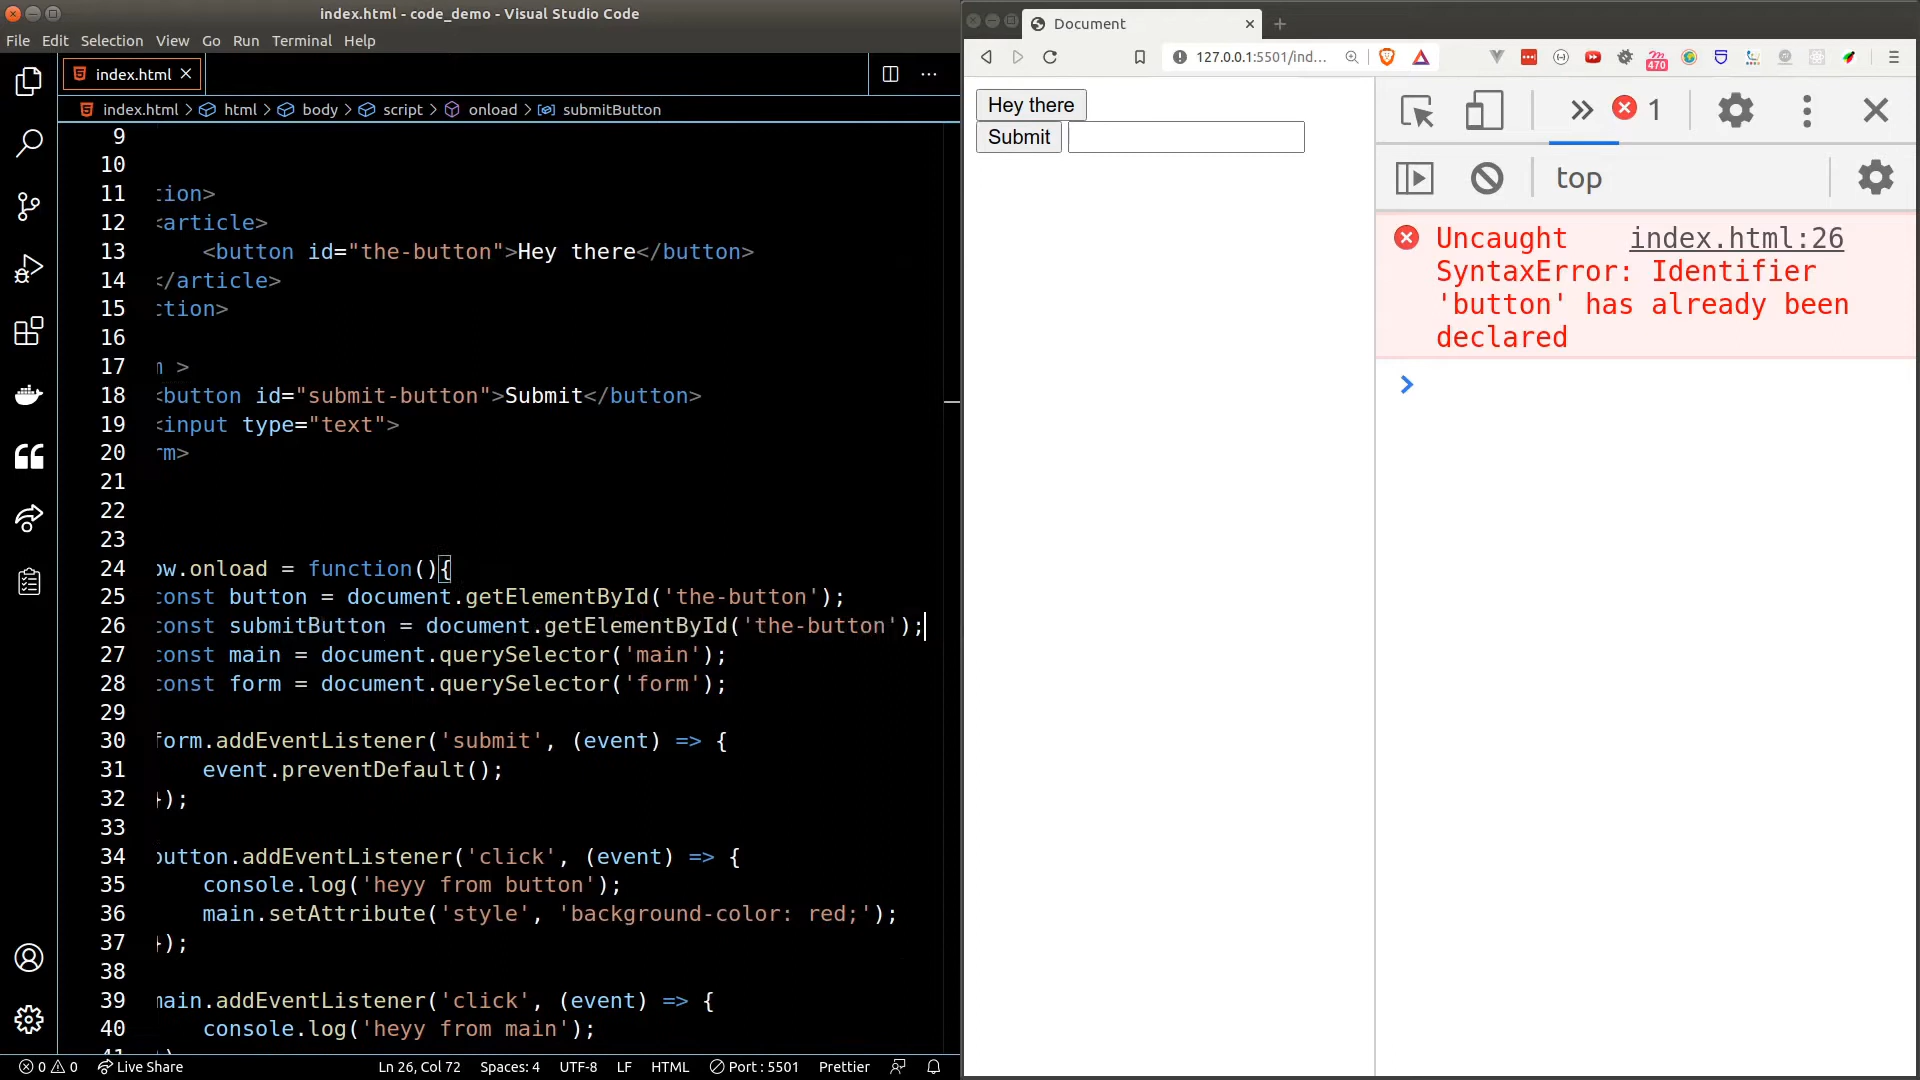 index.html - code_demo - Visual Studio Code
File Edit Selection View Go Run Terminal Help
index.html
index.html > html > body > script > onload > submitButton
9
10
11 tion>
12 <article>
13 <button id="the-button">Hey there</button>
14 </article>
15 ction>
16
17 m >
18 <button id="submit-button">Submit</button>
19 <input type="text">
20 rm>
21
22
23
24 ow.onload = function(){
25 const button = document.getElementById('the-button');
26 const submitButton = document.getElementById('the-button');
27 const main = document.querySelector('main');
28 const form = document.querySelector('form');
29
30 form.addEventListener('submit', (event) => {
31 event.preventDefault();
32 });
33
34 button.addEventListener('click', (event) => {
35 console.log('heyy from button');
36 main.setAttribute('style', 'background-color: red;');
37 });
38
39 main.addEventListener('click', (event) => {
40 console.log('heyy from main');
0 0 Live Share Ln 26, Col 72 Spaces: 4 UTF-8 LF HTML Port : 5501 Prettier
Document
127.0.0.1:5501/ind...
470
Hey there
Submit
1
top
Uncaught index.html:26
SyntaxError: Identifier
'button' has already been
declared